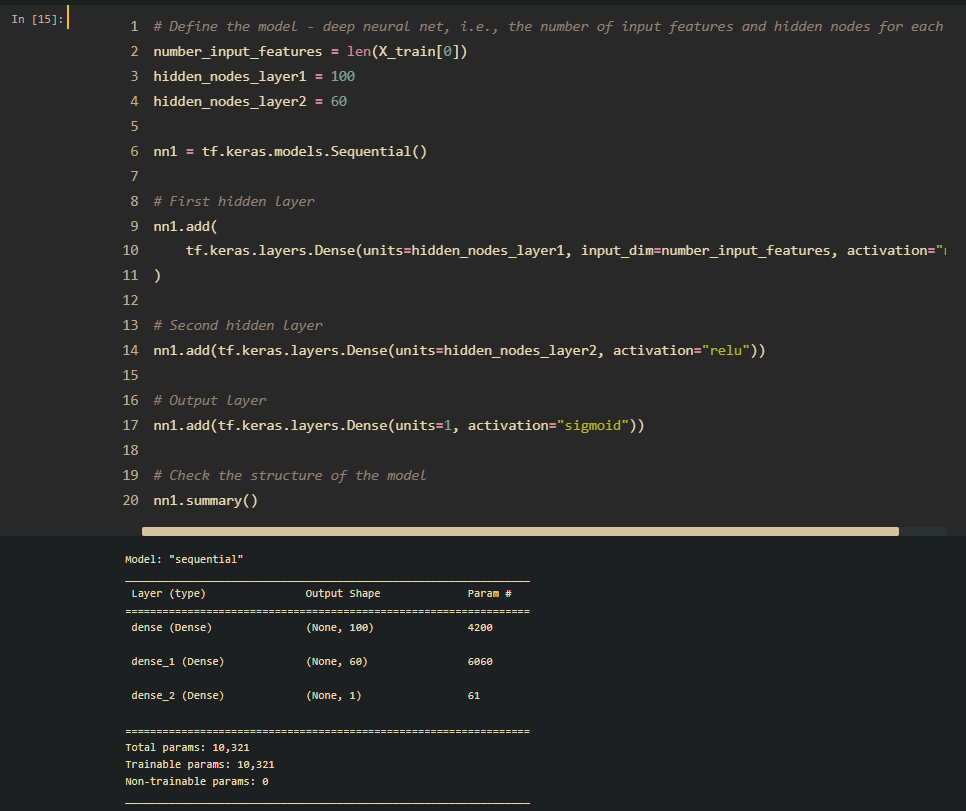 In [15]:
1 # Define the model - deep neural net, i.e., the number of input features and hidden nodes for each
2 number_input_features = len(X_train[0])
3 hidden_nodes_layer1 = 100
4 hidden_nodes_layer2 = 60
5
6 nn1 = tf.keras.models.Sequential()
7
8 # First hidden layer
9 nn1.add(
10 tf.keras.layers.Dense(units=hidden_nodes_layer1, input_dim=number_input_features, activation="
11 )
12
13 # Second hidden layer
14 nn1.add(tf.keras.layers.Dense(units=hidden_nodes_layer2, activation="relu"))
15
16 # Output layer
17 nn1.add(tf.keras.layers.Dense(units=1, activation="sigmoid"))
18
19 # Check the structure of the model
20 nn1.summary()
Model: "sequential"
Layer (type) Output Shape Param #
dense (Dense) (None, 100) 4200
dense_1 (Dense) (None, 60) 6060
dense_2 (Dense) (None, 1) 61
Total params: 10,321
Trainable params: 10,321
Non-trainable params: 0